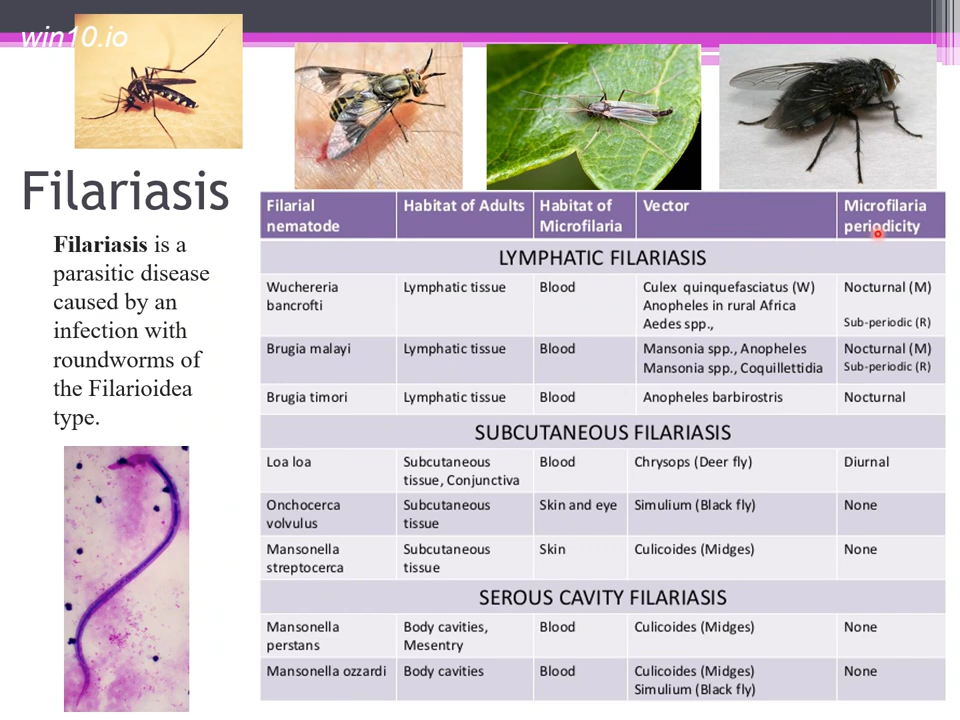 win10.io
Filariasis
Filariasis is a
parasitic disease
caused by an
infection with
roundworms of
the Filarioidea
type.
Filarial nematode Habitat of Adults Habitat of Microfilaria Vector Microfilaria periodicity
LYMPHATIC FILARIASIS
Wuchereria bancrofti Lymphatic tissue Blood Culex quinquefasciatus (W) Anopheles in rural Africa Aedes spp., Nocturnal (M) Sub-periodic (R)
Brugia malayi Lymphatic tissue Blood Mansonia spp., Anopheles Mansonia spp., Coquillettidia Nocturnal (M) Sub-periodic (R)
Brugia timori Lymphatic tissue Blood Anopheles barbirostris Nocturnal
SUBCUTANEOUS FILARIASIS
Loa loa Subcutaneous tissue, Conjunctiva Blood Chrysops (Deer fly) Diurnal
Onchocerca volvulus Subcutaneous tissue Skin and eye Simulium (Black fly) None
Mansonella streptocerca Subcutaneous tissue Skin Culicoides (Midges) None
SEROUS CAVITY FILARIASIS
Mansonella perstans Body cavities, Mesentry Blood Culicoides (Midges) None
Mansonella ozzardi Body cavities Blood Culicoides (Midges) Simulium (Black fly) None